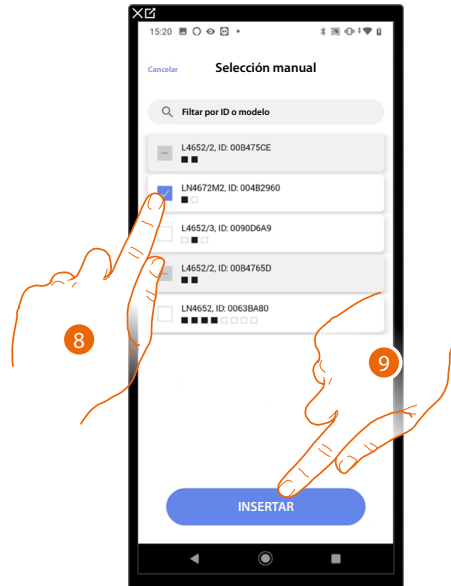 15:20
Cancelar Selección manual
Filtar por ID o modelo
L4652/2, ID: 00B475CE
LN4672M2, ID: 004B2960
L4652/3, ID: 0090D6A9
L4652/2, ID: 00B4765D
LN4652, ID: 0063BA80
8
9
INSERTAR